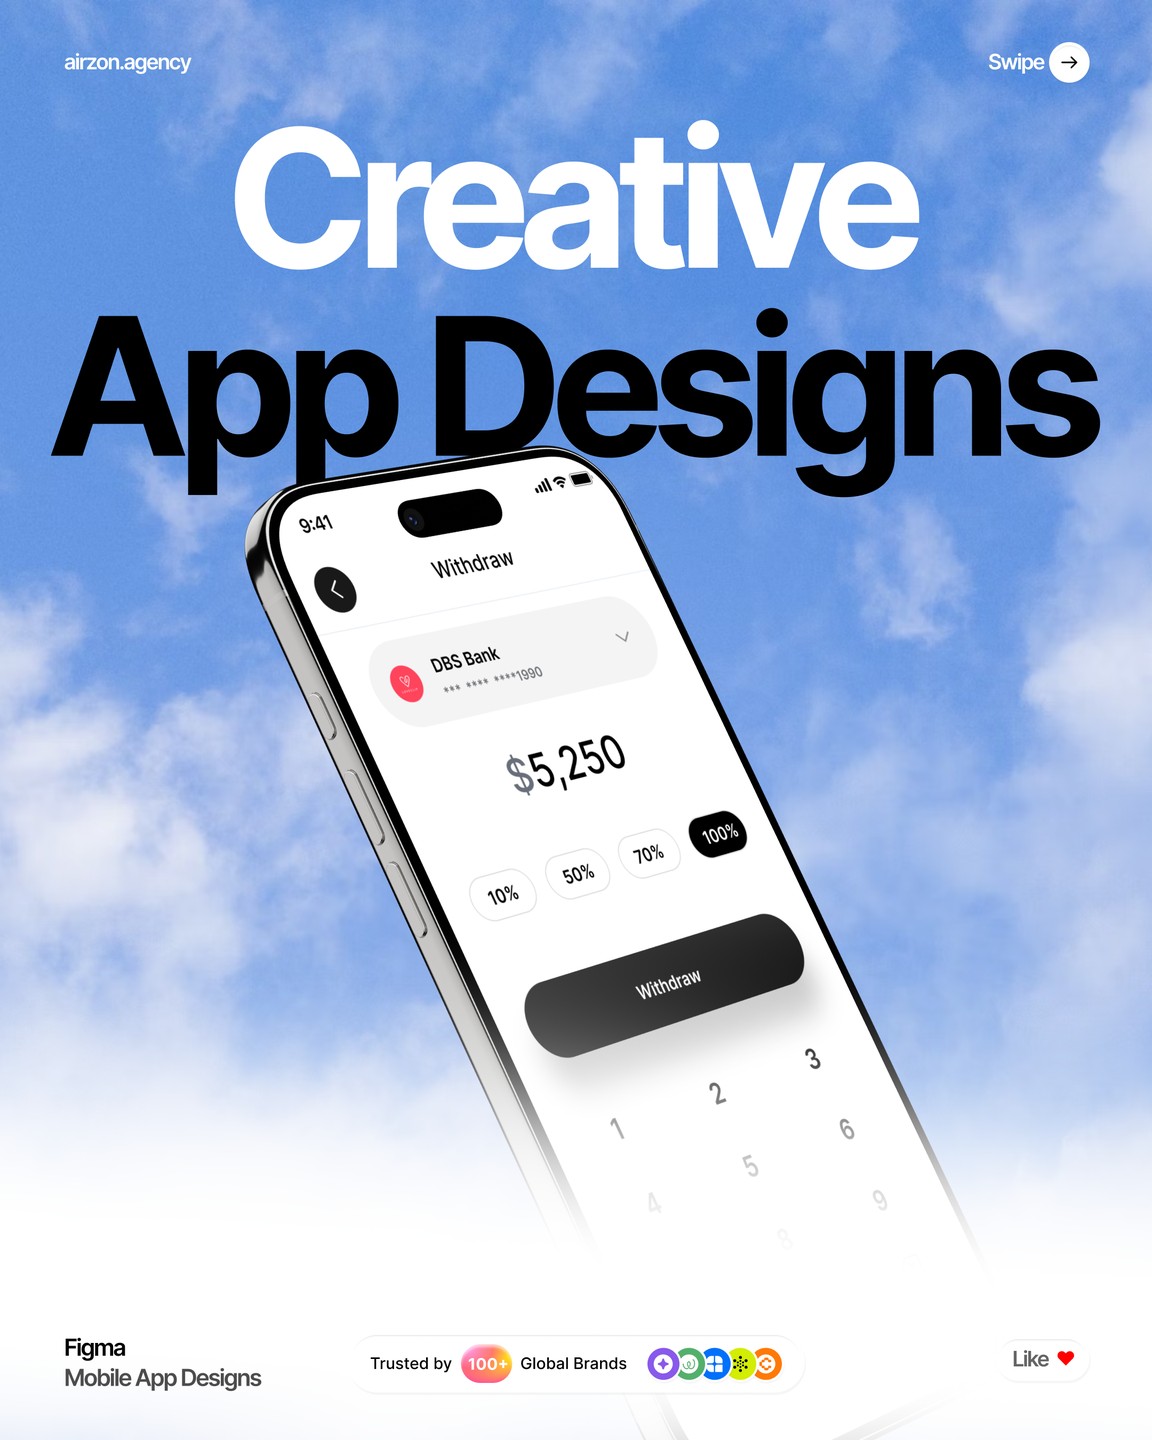 airzon.agency
Swipe
Creative
App Designs
9:41
Withdraw
DBS Bank
*** **** ****1990
$5,250
10% 50% 70% 100%
Withdraw
1 2 3
4 5 6
8 9
Figma
Mobile App Designs
Trusted by 100+ Global Brands
Like